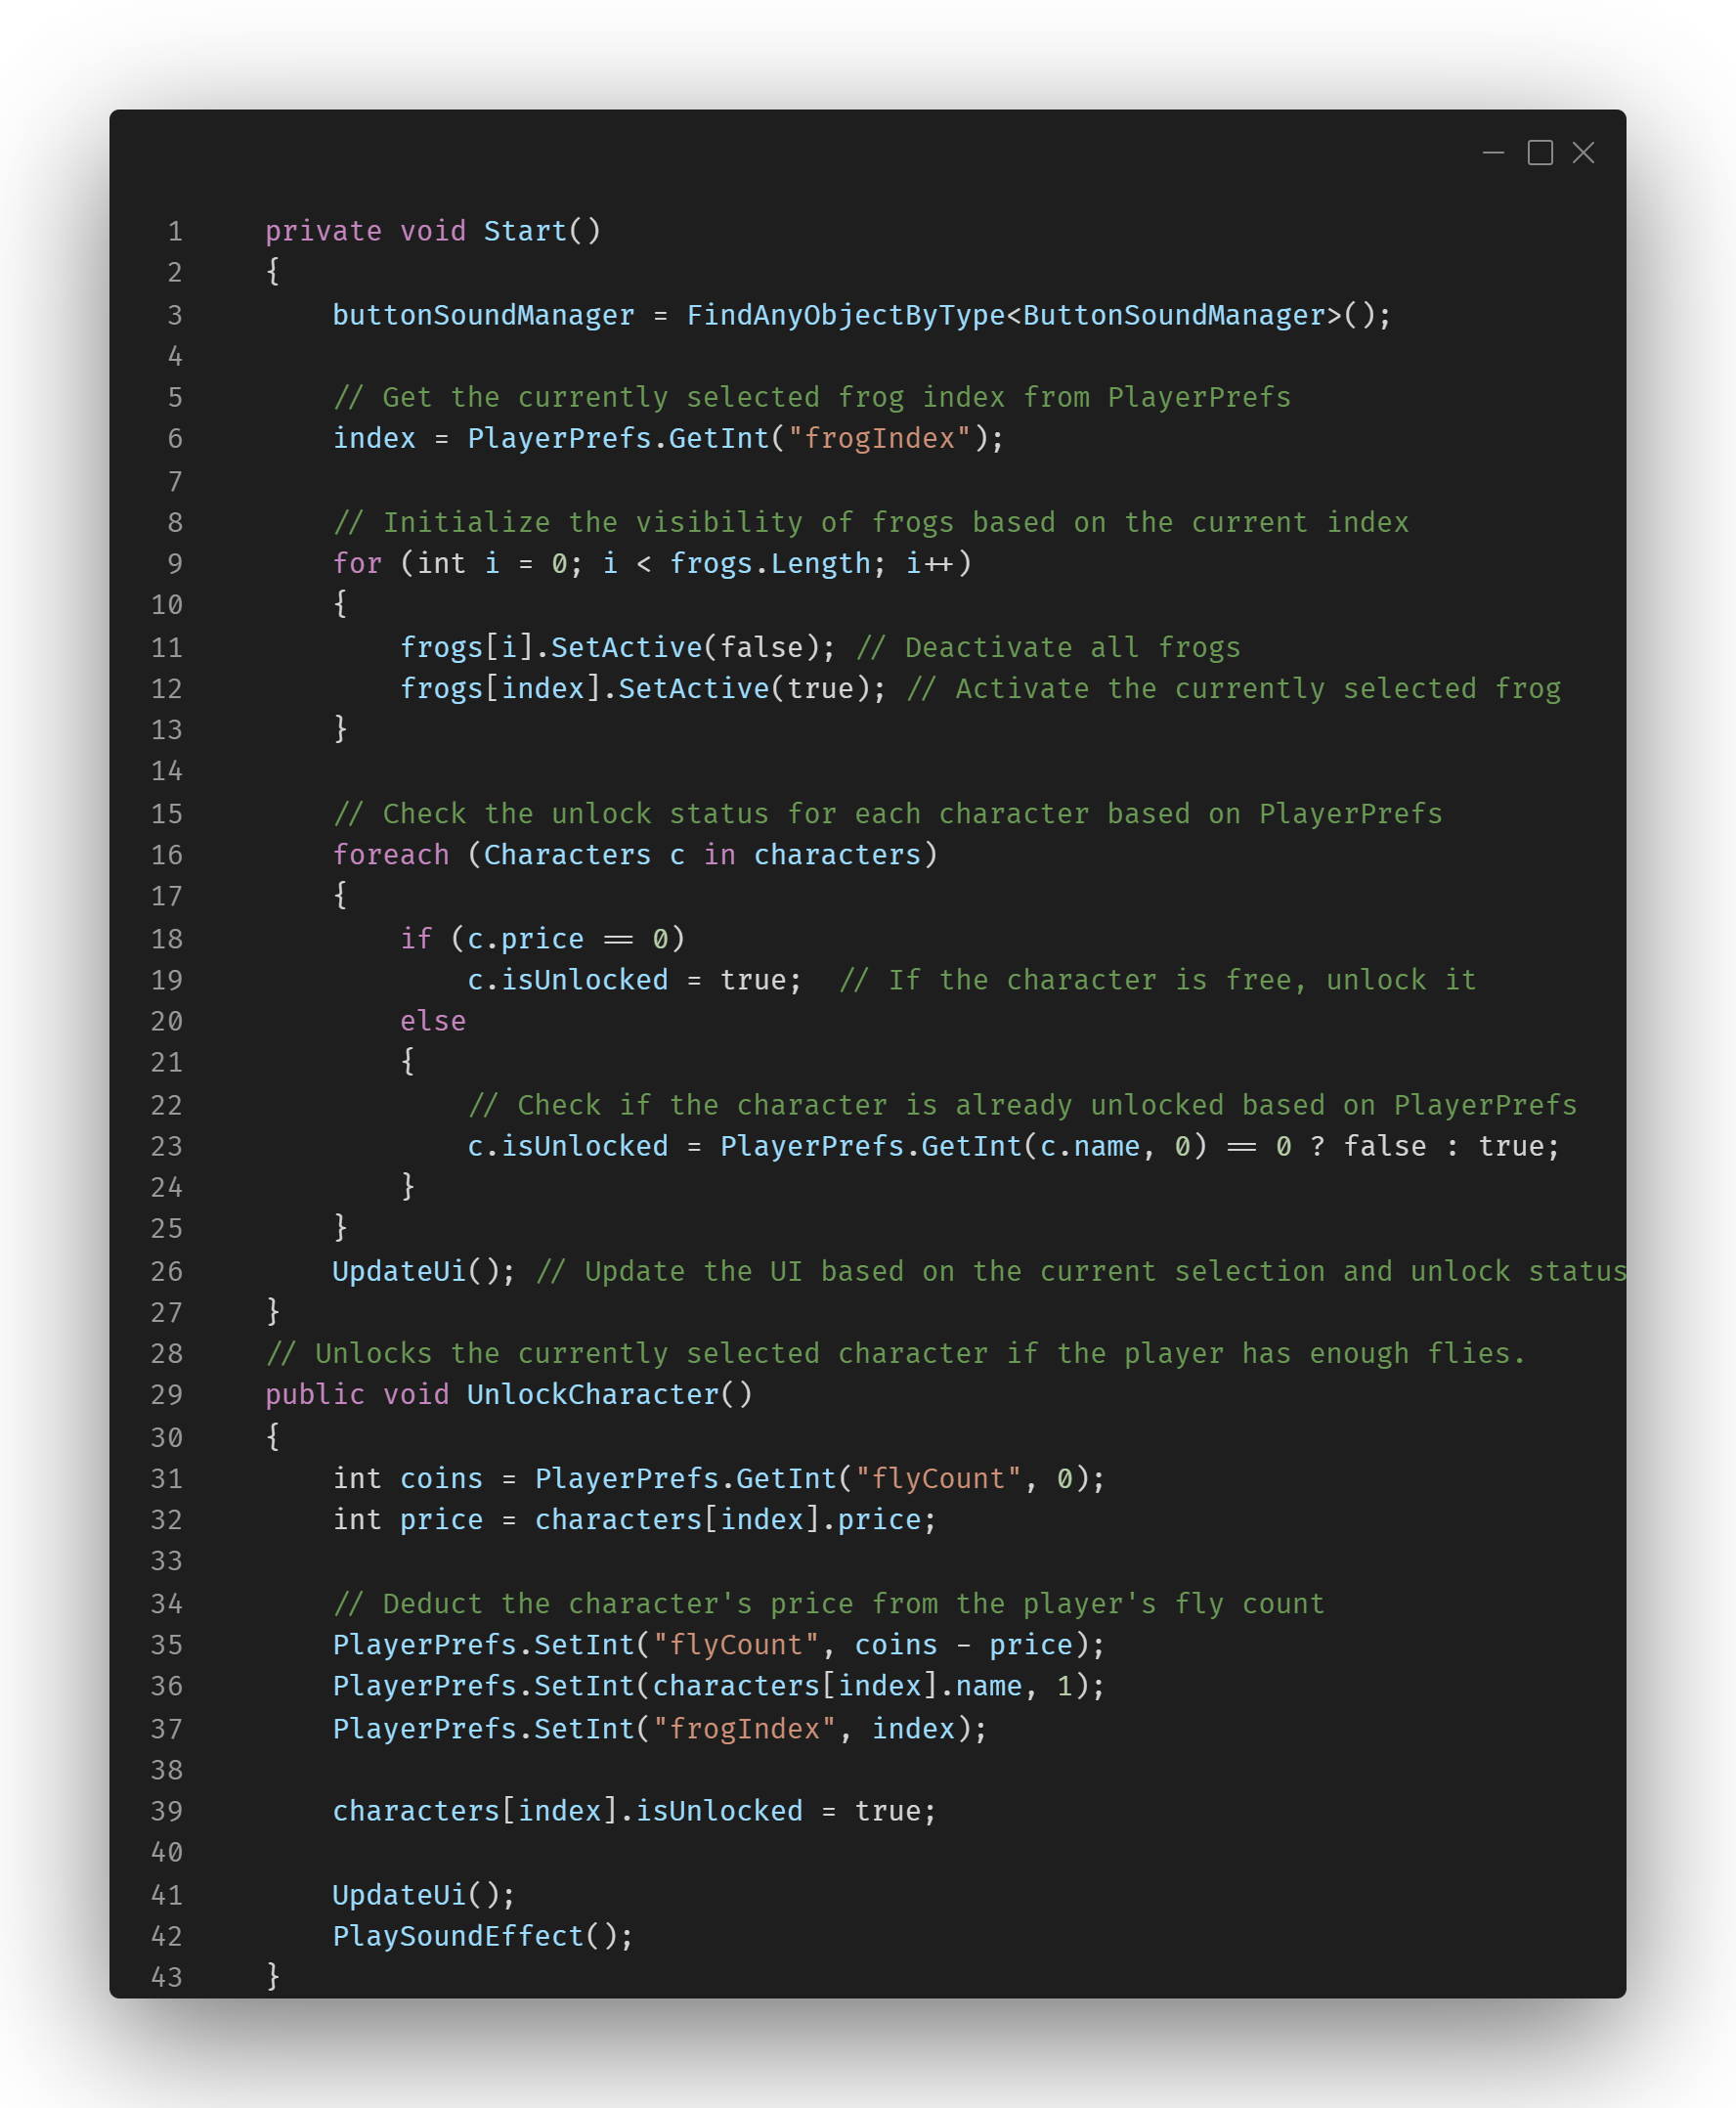 1 private void Start()
2 {
3 buttonSoundManager = FindAnyObjectByType<ButtonSoundManager>();
4
5 // Get the currently selected frog index from PlayerPrefs
6 index = PlayerPrefs.GetInt("frogIndex");
7
8 // Initialize the visibility of frogs based on the current index
9 for (int i = 0; i < frogs.Length; i++)
10 {
11 frogs[i].SetActive(false); // Deactivate all frogs
12 frogs[index].SetActive(true); // Activate the currently selected frog
13 }
14
15 // Check the unlock status for each character based on PlayerPrefs
16 foreach (Characters c in characters)
17 {
18 if (c.price == 0)
19 c.isUnlocked = true;  // If the character is free, unlock it
20 else
21 {
22 // Check if the character is already unlocked based on PlayerPrefs
23 c.isUnlocked = PlayerPrefs.GetInt(c.name, 0) == 0 ? false : true;
24 }
25 }
26 UpdateUi(); // Update the UI based on the current selection and unlock status
27 }
28 // Unlocks the currently selected character if the player has enough flies.
29 public void UnlockCharacter()
30 {
31 int coins = PlayerPrefs.GetInt("flyCount", 0);
32 int price = characters[index].price;
33
34 // Deduct the character's price from the player's fly count
35 PlayerPrefs.SetInt("flyCount", coins - price);
36 PlayerPrefs.SetInt(characters[index].name, 1);
37 PlayerPrefs.SetInt("frogIndex", index);
38
39 characters[index].isUnlocked = true;
40
41 UpdateUi();
42 PlaySoundEffect();
43 }